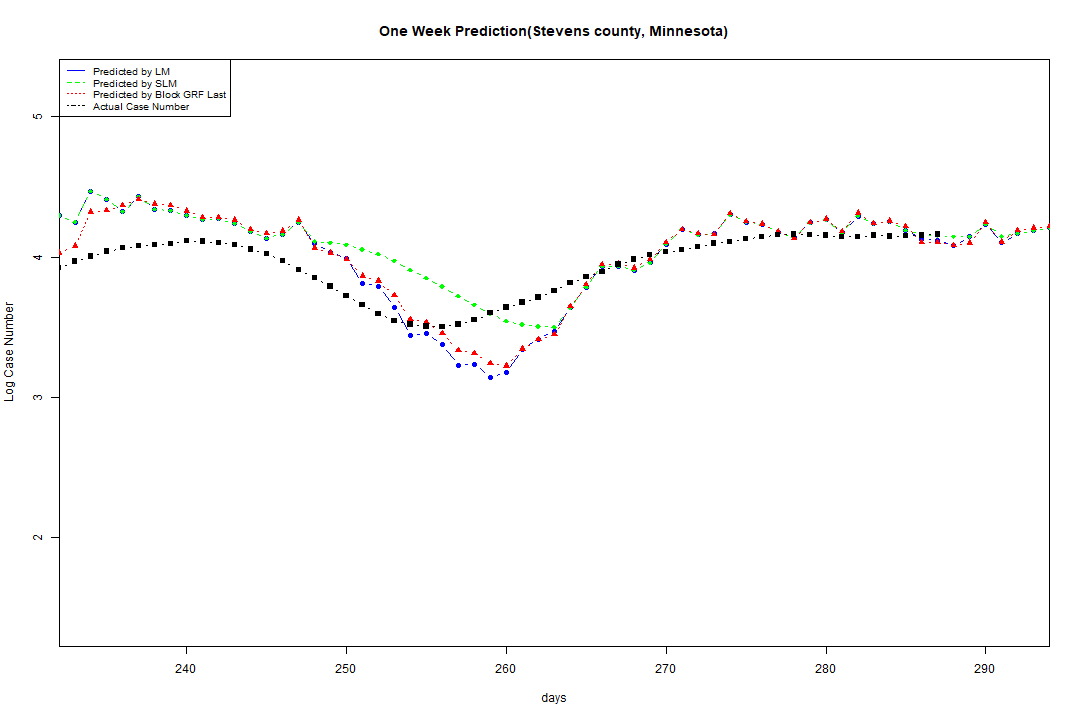 One Week Prediction(Stevens county, Minnesota)
Predicted by LM
Predicted by SLM
Predicted by Block GRF Last
Actual Case Number
5
4
3
2
Log Case Number
240 250 260 270 280 290
days